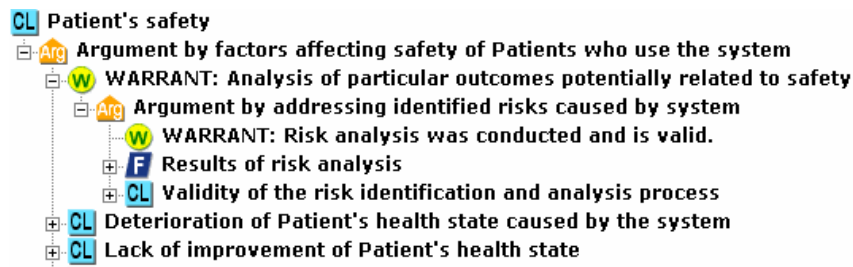 CL Patient's safety
Arg Argument by factors affecting safety of Patients who use the system
W WARRANT: Analysis of particular outcomes potentially related to safety
Arg Argument by addressing identified risks caused by system
W WARRANT: Risk analysis was conducted and is valid.
F Results of risk analysis
CL Validity of the risk identification and analysis process
CL Deterioration of Patient's health state caused by the system
CL Lack of improvement of Patient's health state